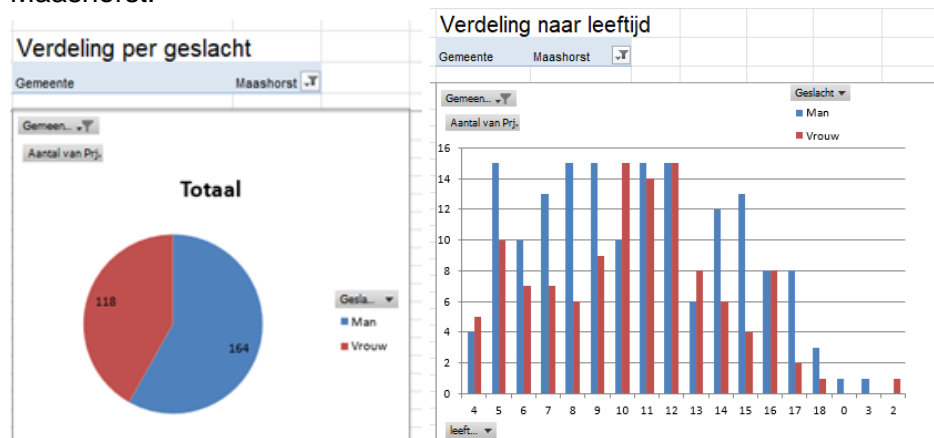 Maashorst.
Verdeling per geslacht
Gemeente Maashorst
Gemeen...
Aantal van Prj.
Totaal
118
164
Gesla...
Man
Vrouw
Verdeling naar leeftijd
Gemeente Maashorst
Gemeen...
Aantal van Prj.
Geslacht
Man
Vrouw
16
14
12
10
8
6
4
2
0
4 5 6 7 8 9 10 11 12 13 14 15 16 17 18 0 3 2
leeft...